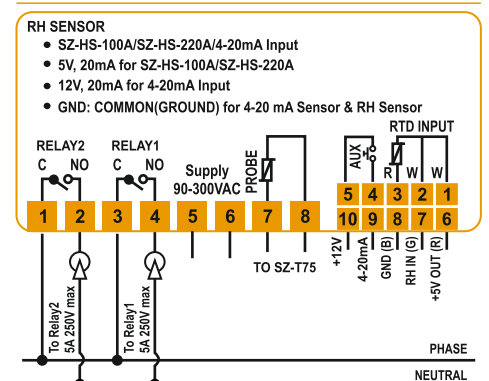 RH SENSOR
• SZ-HS-100A/SZ-HS-220A/4-20mA Input
• 5V, 20mA for SZ-HS-100A/SZ-HS-220A
• 12V, 20mA for 4-20mA Input
• GND: COMMON(GROUND) for 4-20 mA Sensor & RH Sensor
RTD INPUT
RELAY2 RELAY1
C NO C NO
Supply
90-300VAC
PROBE
AUX
R W W
5 4 3 2 1
1 2 3 4 5 6 7 8
10 9 8 7 6
TO SZ-T75
+12V
4-20mA
GND (B)
RH IN (G)
+5V OUT (R)
To Relay2
5A 250V max
To Relay1
5A 250V max
PHASE
NEUTRAL